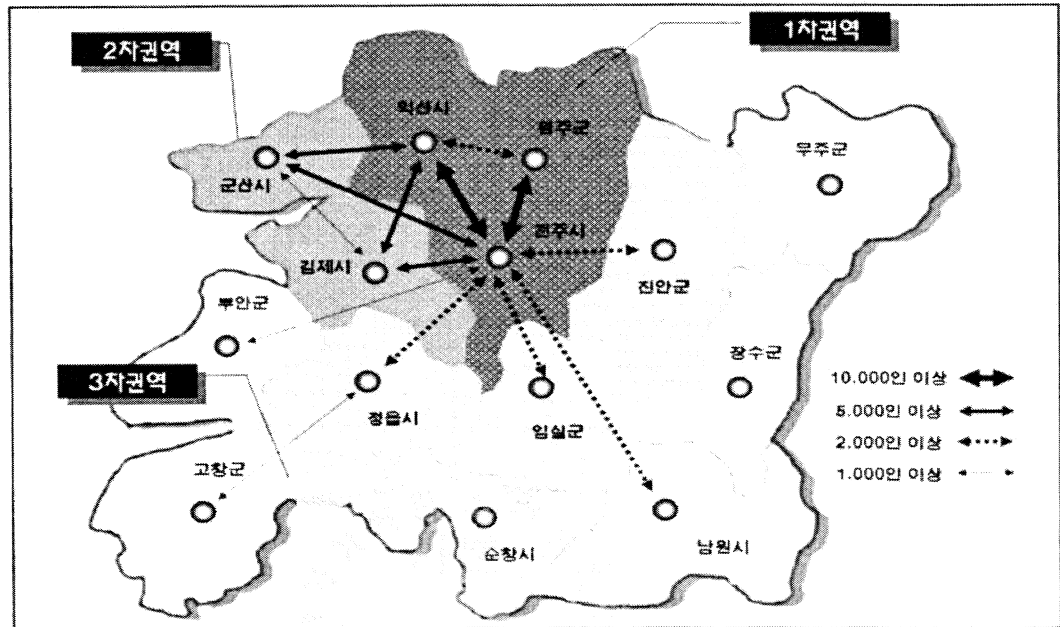 2차권역
1차권역
익산시
완주군
무주군
군산시
전주시
김제시
진안군
부안군
장수군
3차권역
10.000인 이상
5.000인 이상
정읍시
임실군
2.000인 이상
고창군
1.000인 이상
순창시
남원시